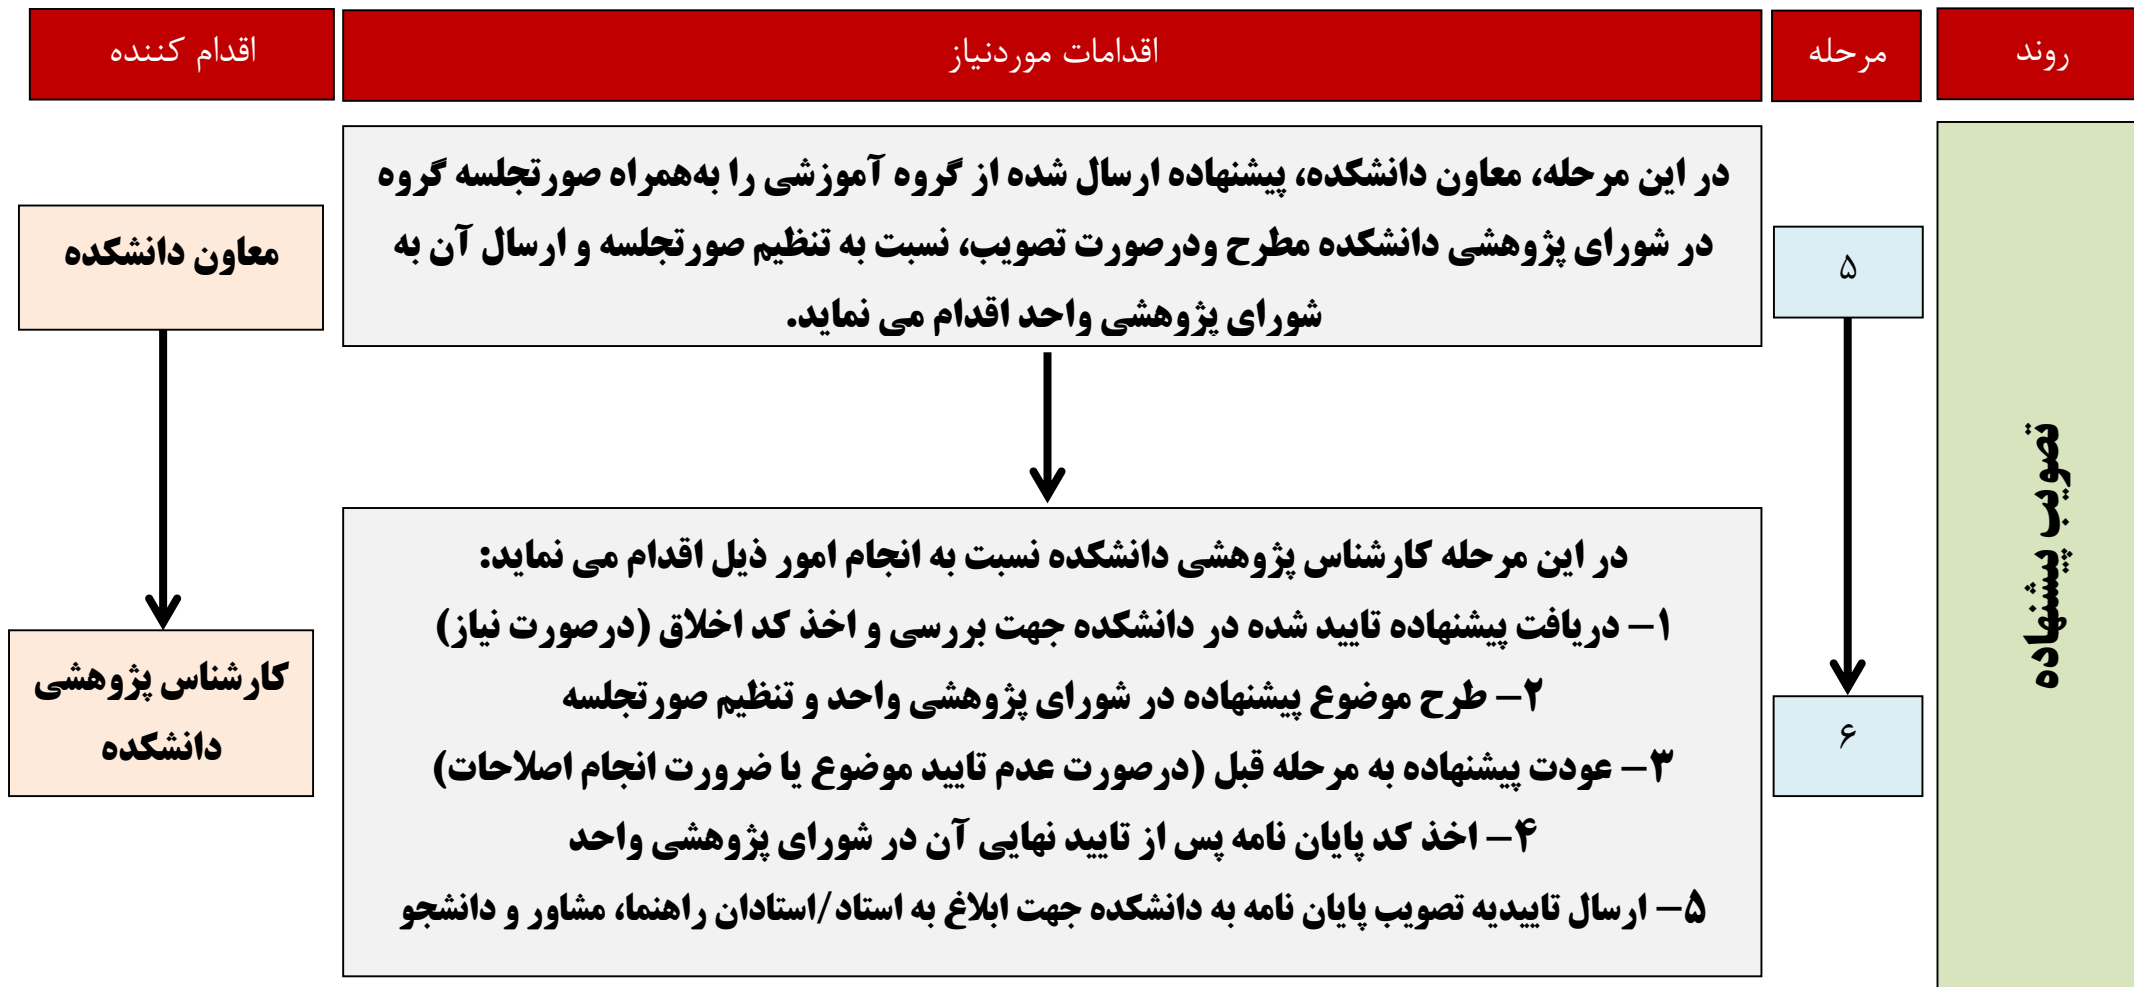 روند
مرحله
اقدامات موردنیاز
اقدام کننده
تصویب پیشنهاده
۵
در این مرحله، معاون دانشکده، پیشنهاده ارسال شده از گروه آموزشی را به‌همراه صورتجلسه گروه
در شورای پژوهشی دانشکده مطرح ودرصورت تصویب، نسبت به تنظیم صورتجلسه و ارسال آن به
شورای پژوهشی واحد اقدام می نماید.
معاون دانشکده
۶
در این مرحله کارشناس پژوهشی دانشکده نسبت به انجام امور ذیل اقدام می نماید:
۱- دریافت پیشنهاده تایید شده در دانشکده جهت بررسی و اخذ کد اخلاق (درصورت نیاز)
۲- طرح موضوع پیشنهاده در شورای پژوهشی واحد و تنظیم صورتجلسه
۳- عودت پیشنهاده به مرحله قبل (درصورت عدم تایید موضوع یا ضرورت انجام اصلاحات)
۴- اخذ کد پایان نامه پس از تایید نهایی آن در شورای پژوهشی واحد
۵- ارسال تاییدیه تصویب پایان نامه به دانشکده جهت ابلاغ به استاد/استادان راهنما، مشاور و دانشجو
کارشناس پژوهشی
دانشکده